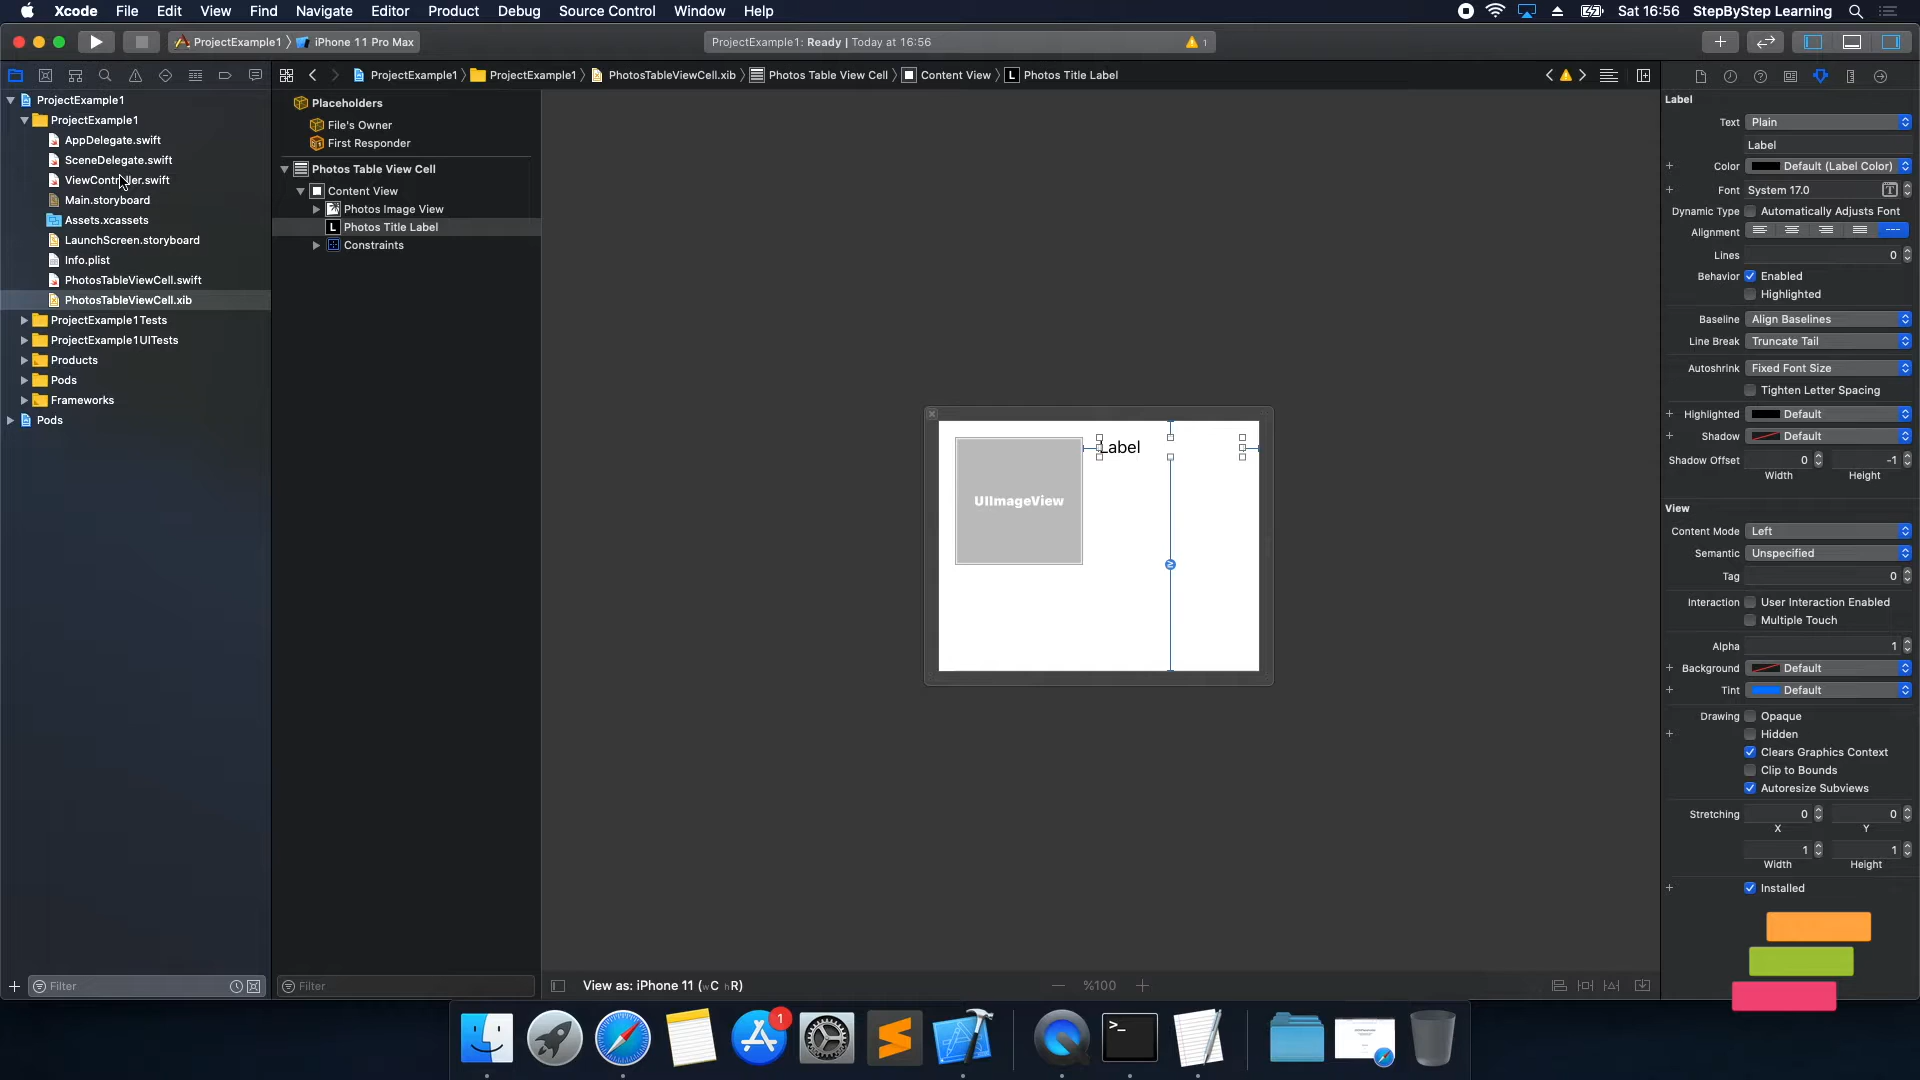 Xcode File Edit View Find Navigate Editor Product Debug Source Control Window Help Sat 16:56 StepByStep Learning
ProjectExample1 iPhone 11 Pro Max ProjectExample1: Ready | Today at 16:56 1
ProjectExample1 ProjectExample1 PhotosTableViewCell.xib Photos Table View Cell Content View L Photos Title Label
ProjectExample1
ProjectExample1
AppDelegate.swift
SceneDelegate.swift
ViewController.swift
Main.storyboard
Assets.xcassets
LaunchScreen.storyboard
Info.plist
PhotosTableViewCell.swift
PhotosTableViewCell.xib
ProjectExample1Tests
ProjectExample1UITests
Products
Pods
Frameworks
Pods
Filter
Placeholders
File's Owner
First Responder
Photos Table View Cell
Content View
Photos Image View
L Photos Title Label
Constraints
Filter
UIImageView
Label
View as: iPhone 11 (wC hR)
%100
Label
Text Plain
Label
Color Default (Label Color)
Font System 17.0
Dynamic Type Automatically Adjusts Font
Alignment
Lines 0
Behavior Enabled
Highlighted
Baseline Align Baselines
Line Break Truncate Tail
Autoshrink Fixed Font Size
Tighten Letter Spacing
Highlighted Default
Shadow Default
Shadow Offset 0 -1
Width Height
View
Content Mode Left
Semantic Unspecified
Tag 0
Interaction User Interaction Enabled
Multiple Touch
Alpha 1
Background Default
Tint Default
Drawing Opaque
Hidden
Clears Graphics Context
Clip to Bounds
Autoresize Subviews
Stretching 0 0
X Y
1 1
Width Height
Installed
1